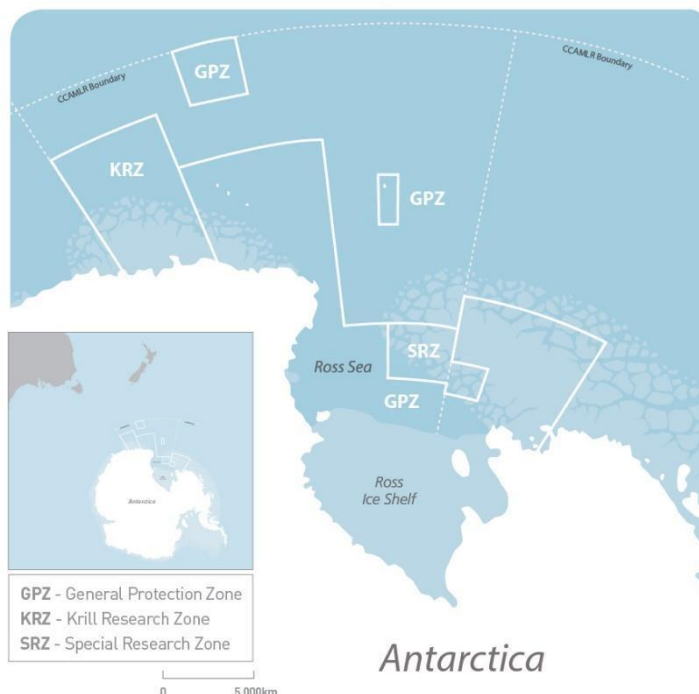 CCAMLR Boundary
GPZ
CCAMLR Boundary
KRZ
GPZ
Ross Sea
SRZ
GPZ
Ross
Ice Shelf
Antarctica
GPZ - General Protection Zone
KRZ - Krill Research Zone
SRZ - Special Research Zone
Antarctica
0 5 000km